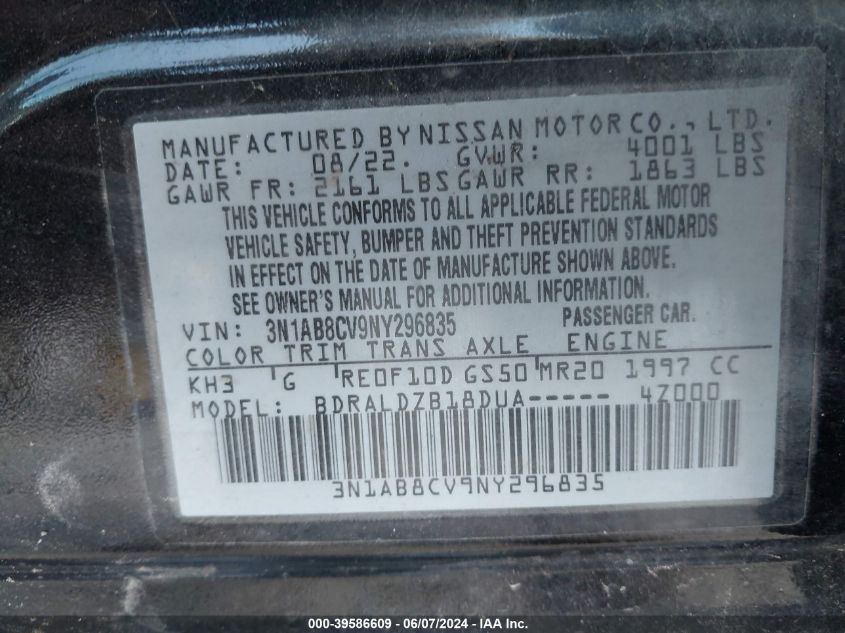 MANUFACTURED BY NISSAN MOTOR CO., LTD.
DATE: 08/22. GVWR: 4001 LBS
GAWR FR: 2161 LBS GAWR RR: 1863 LBS
THIS VEHICLE CONFORMS TO ALL APPLICABLE FEDERAL MOTOR
VEHICLE SAFETY, BUMPER AND THEFT PREVENTION STANDARDS
IN EFFECT ON THE DATE OF MANUFACTURE SHOWN ABOVE.
SEE OWNER'S MANUAL FOR ADDITIONAL INFORMATION.
VIN: 3N1AB8CV9NY296835 PASSENGER CAR.
COLOR TRIM TRANS AXLE ENGINE
KH3 G RE0F10D GS50 MR20 1997 CC
MODEL: BDRALDZB18DUA----- 4Z000
3N1AB8CV9NY296835
000-39586609 - 06/07/2024 - IAA Inc.